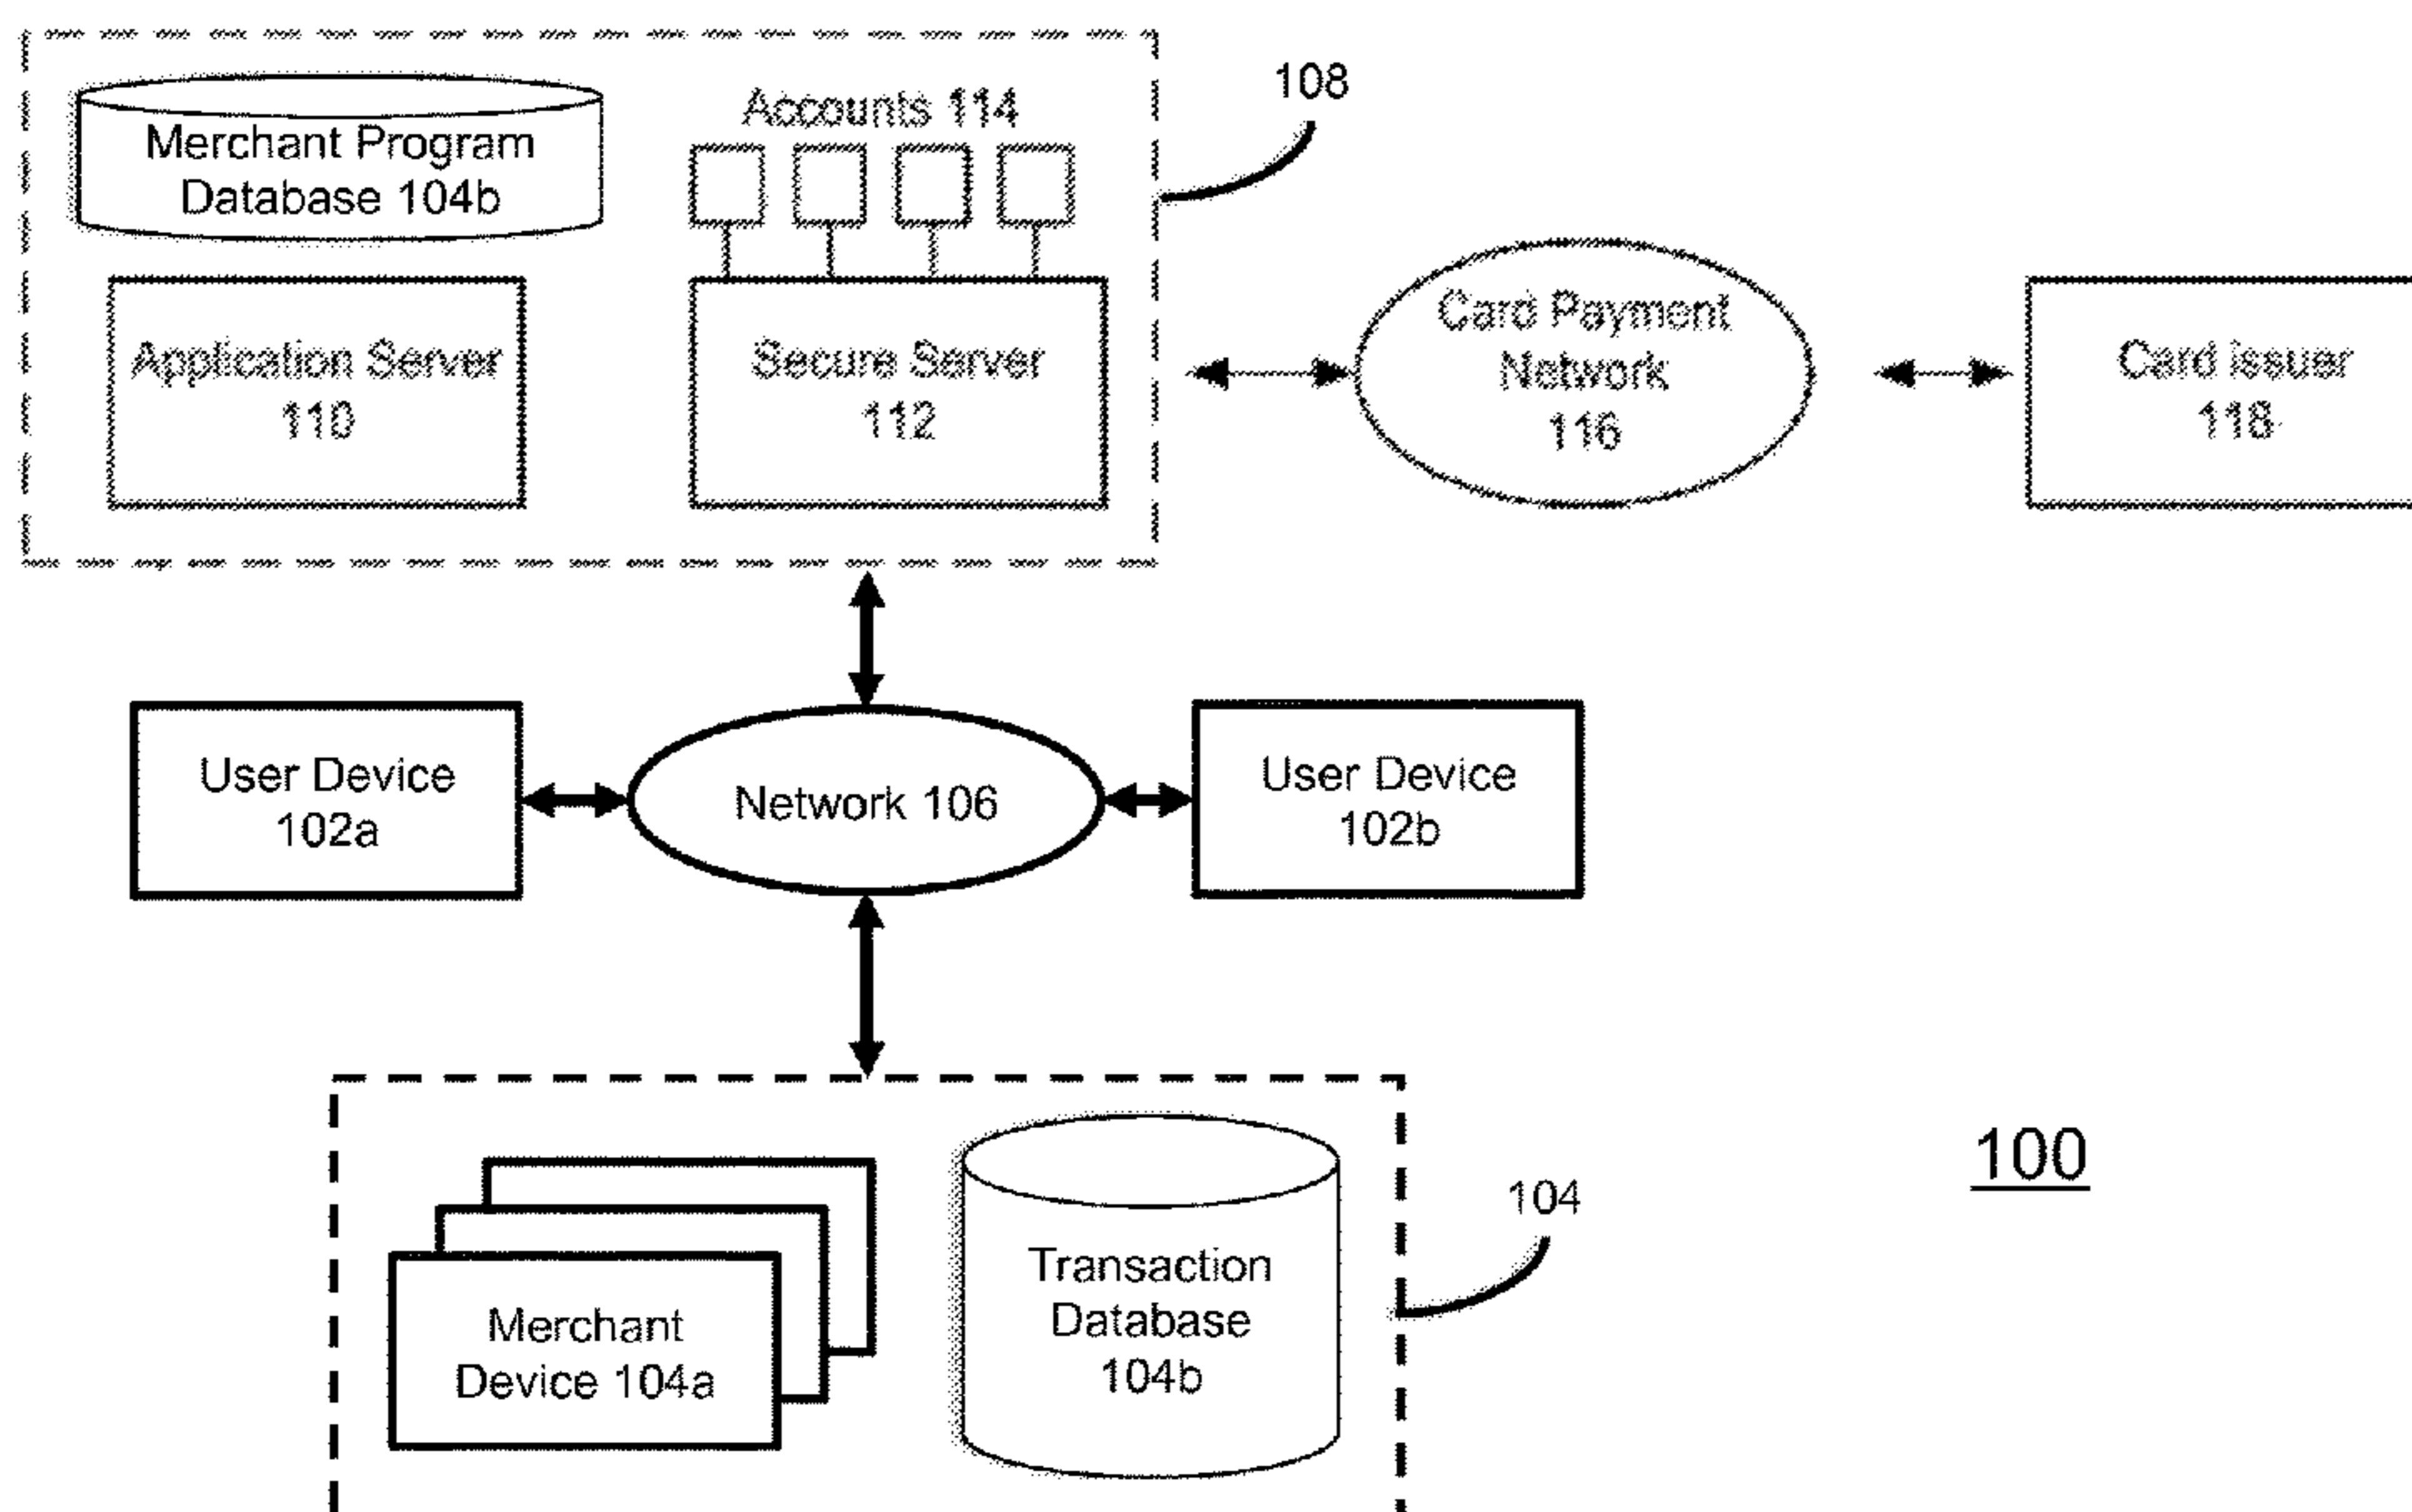 108
Accounts 114
Merchant Program
Database 104b
Application Server
110
Secure Server
112
Card Payment
Network
116
Card issuer
118
User Device
102a
Network 106
User Device
102b
100
104
Merchant
Device 104a
Transaction
Database
104b